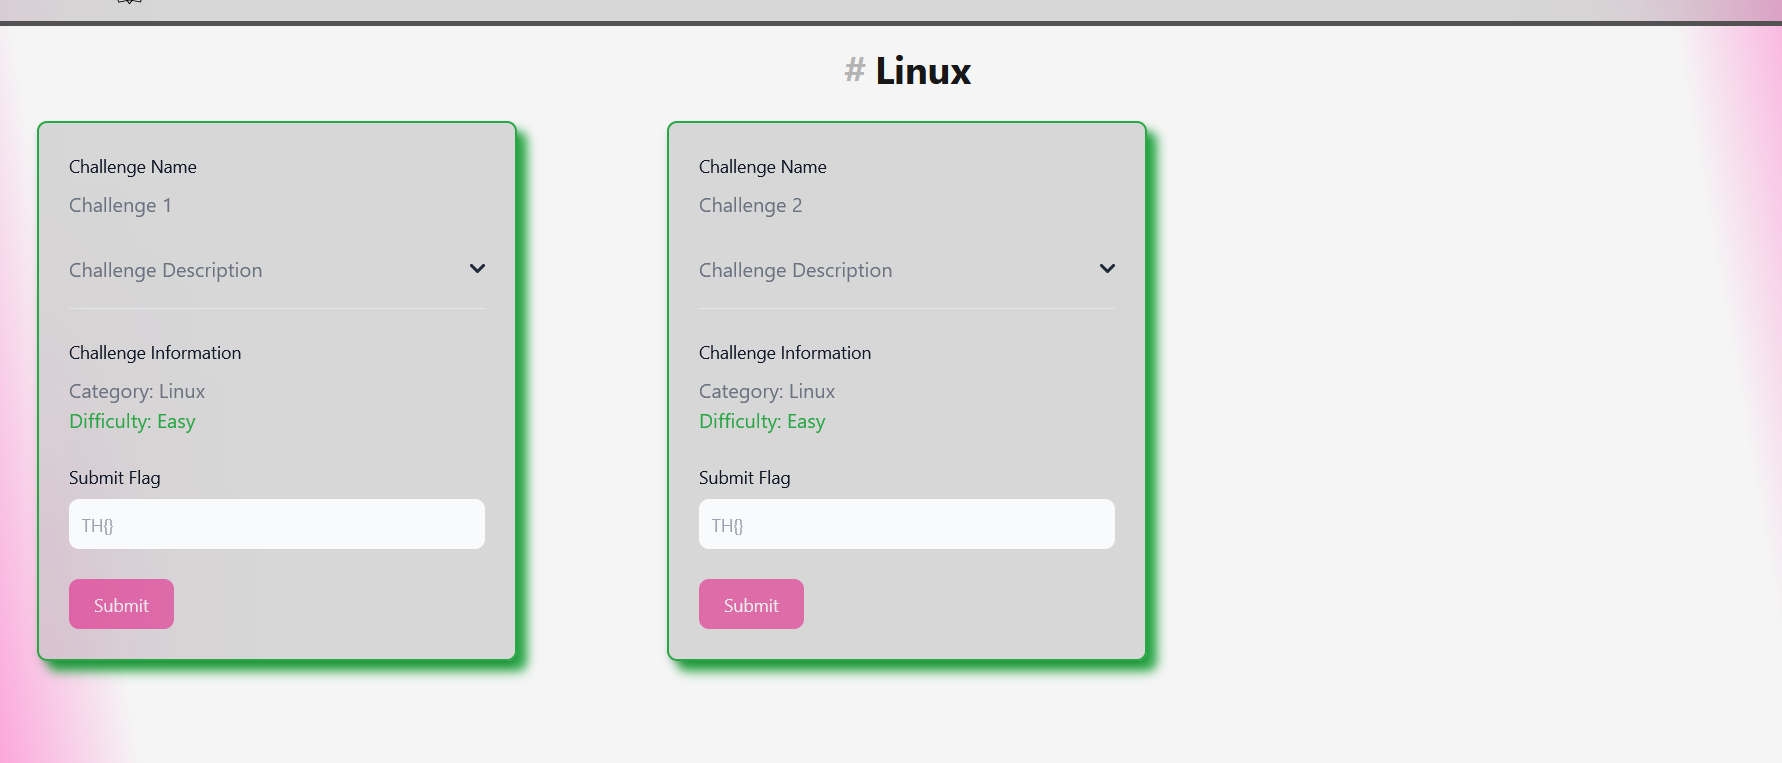 # Linux
Challenge Name
Challenge 1
Challenge Description
Challenge Information
Category: Linux
Difficulty: Easy
Submit Flag
TH{}
Submit
Challenge Name
Challenge 2
Challenge Description
Challenge Information
Category: Linux
Difficulty: Easy
Submit Flag
TH{}
Submit